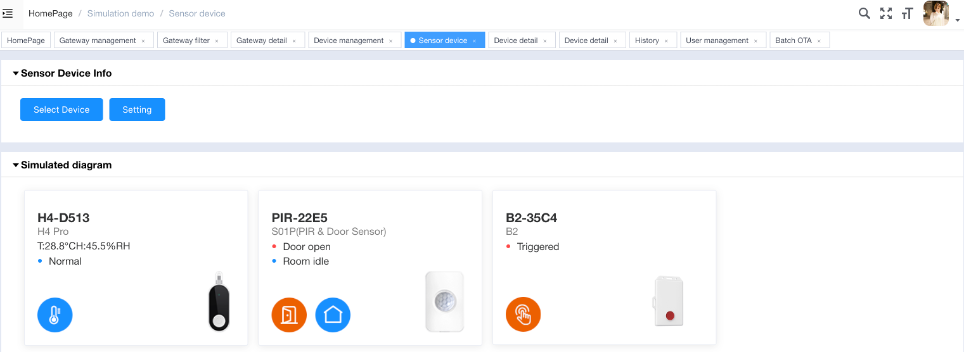 HomePage / Simulation demo / Sensor device
HomePage Gateway management × Gateway filter × Gateway detail × Device management × Sensor device × Device detail × Device detail × History × User management × Batch OTA ×
Sensor Device Info
Select Device Setting
Simulated diagram
H4-D513
H4 Pro
T:28.8°CH:45.5%RH
Normal
PIR-22E5
S01P(PIR & Door Sensor)
Door open
Room idle
B2-35C4
B2
Triggered